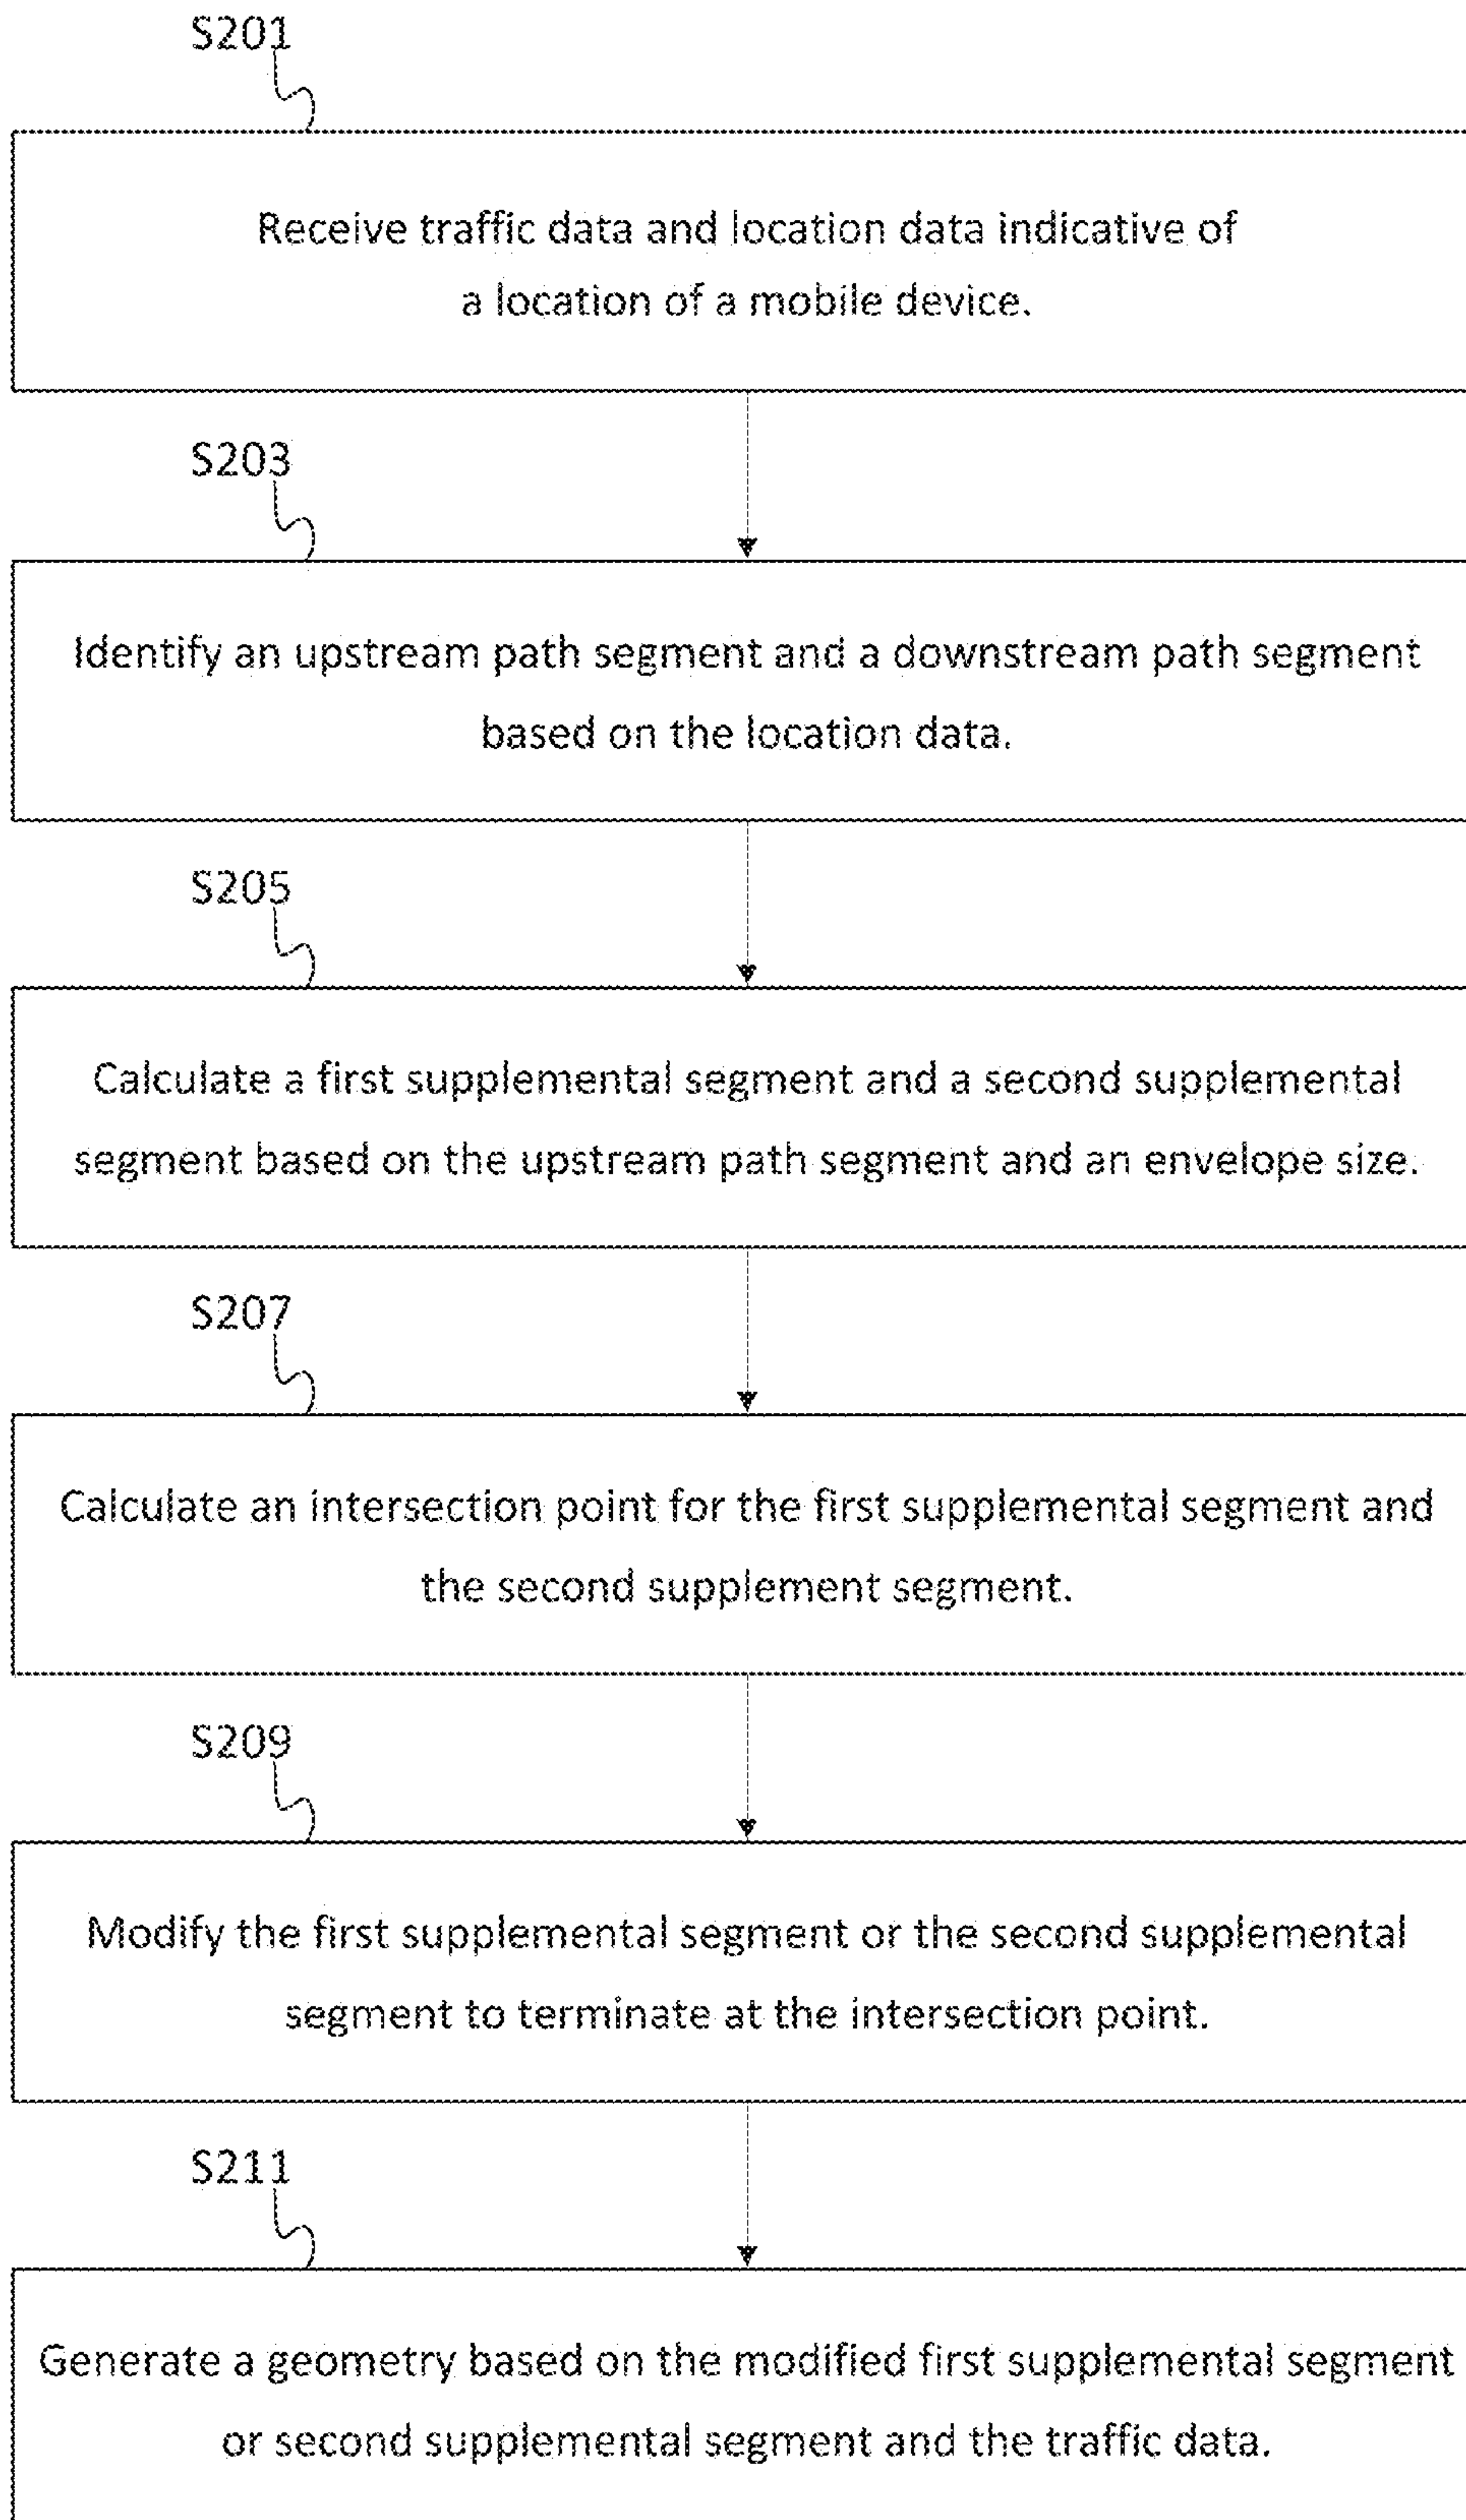 S201
Receive traffic data and location data indicative of
a location of a mobile device.
S203
Identify an upstream path segment and a downstream path segment
based on the location data.
S205
Calculate a first supplemental segment and a second supplemental
segment based on the upstream path segment and an envelope size.
S207
Calculate an intersection point for the first supplemental segment and
the second supplement segment.
S209
Modify the first supplemental segment or the second supplemental
segment to terminate at the intersection point.
S211
Generate a geometry based on the modified first supplemental segment
or second supplemental segment and the traffic data.